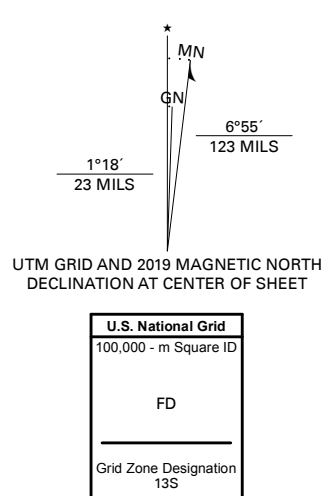 ★
MN
GN
6°55´
123 MILS
1°18´
23 MILS
UTM GRID AND 2019 MAGNETIC NORTH
DECLINATION AT CENTER OF SHEET
U.S. National Grid
100,000 - m Square ID
FD
Grid Zone Designation
13S